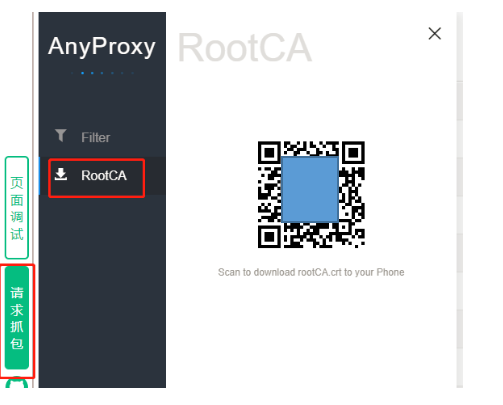 AnyProxy
RootCA
Filter
RootCA
页面调试
请求抓包
Scan to download rootCA.crt to your Phone